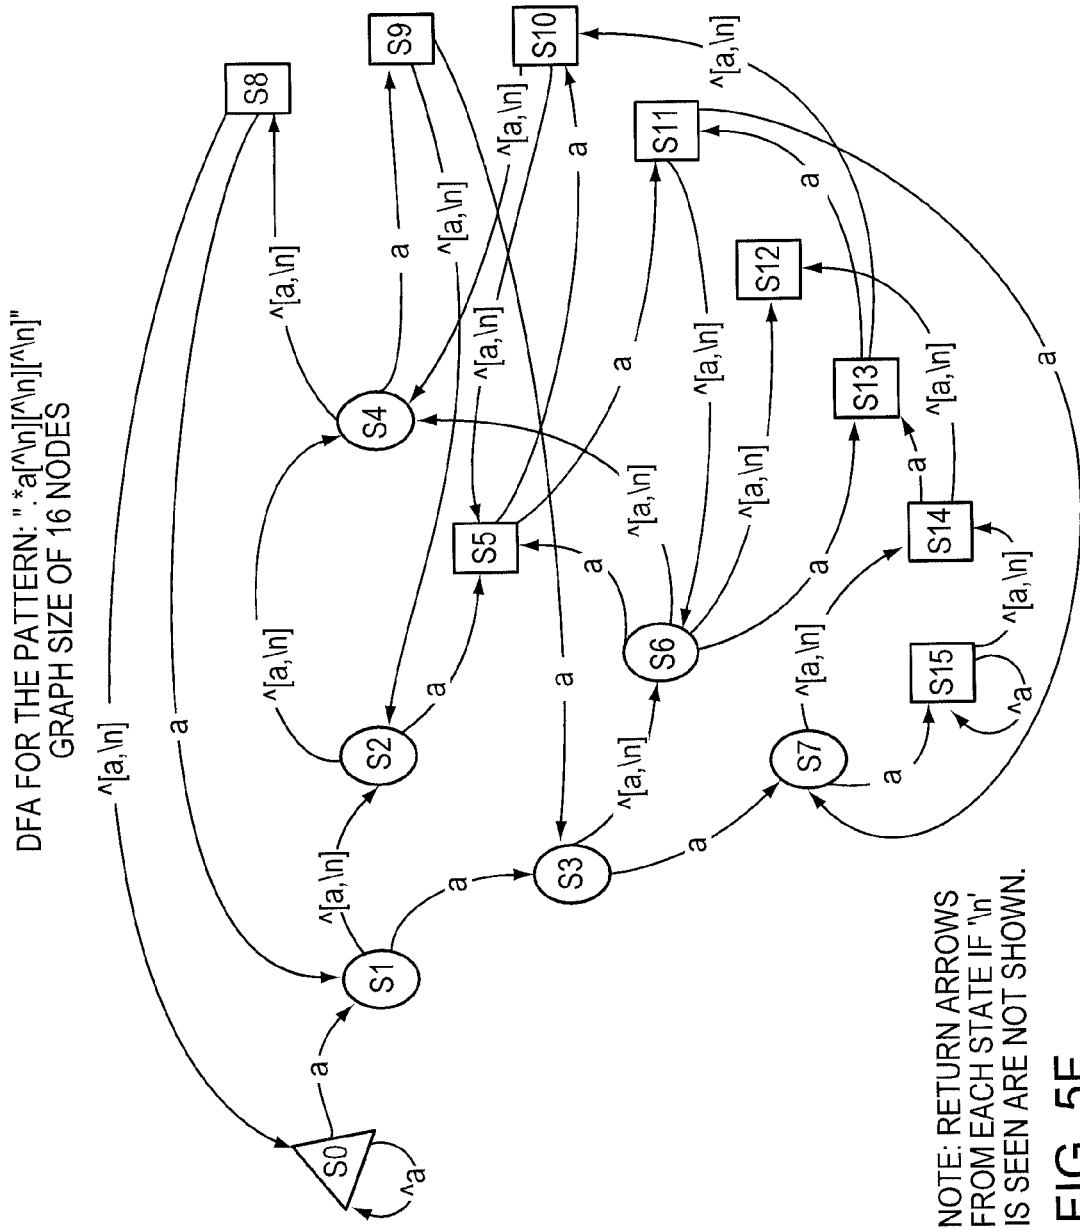 DFA FOR THE PATTERN: ".*a[^\n][^\n][^\n]"
GRAPH SIZE OF 16 NODES
^[a,\n]
a
S8
^[a,\n]
^[a,\n]
a
S0
^[a,\n]
S1
S2
S4
a
S9
^a
a
^[a,\n]
a
S5
^[a,\n]
^[a,\n]
S10
S3
a
a
a
a
^[a,\n]
^[a,\n]
S6
S11
a
^[a,\n]
^[a,\n]
^[a,\n]
S12
^[a,\n]
a
a
S7
S13
a
a
S14
^[a,\n]
S15
^a
^[a,\n]
a
NOTE: RETURN ARROWS
FROM EACH STATE IF '\n'
IS SEEN ARE NOT SHOWN.
FIG.